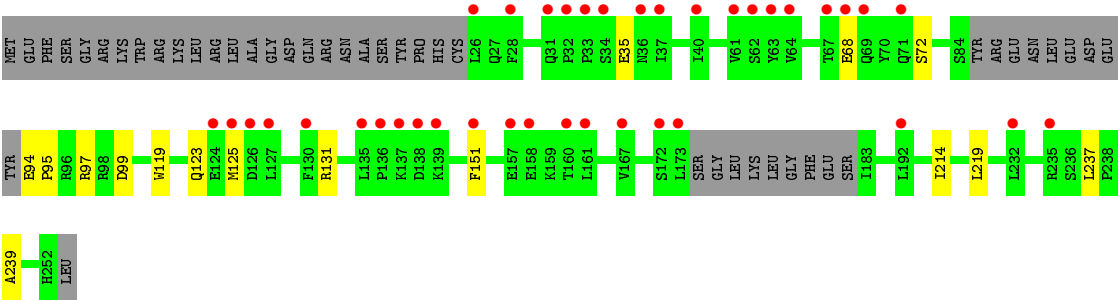 MET GLU PHE SER GLY ARG LYS TRP ARG LYS LEU ARG LEU ALA GLY ASP GLN ARG ASN ALA SER TYR PRO HIS CYS L26 Q27 F28 Q31 P32 P33 S34 E35 N36 I37 I40 V61 S62 Y63 V64 T67 E68 Q69 Y70 Q71 S72 S84 TYR ARG GLU ASN LEU GLU ASP GLU
TYR E94 P95 R96 R97 R98 D99 W119 Q123 E124 M125 D126 L127 F130 R131 L135 P136 K137 D138 K139 F151 E157 E158 K159 T160 L161 V167 S172 L173 SER GLY LEU LYS LEU GLY PHE GLU SER I183 L192 I214 L219 L232 R235 S236 L237 P238
A239 H252 LEU